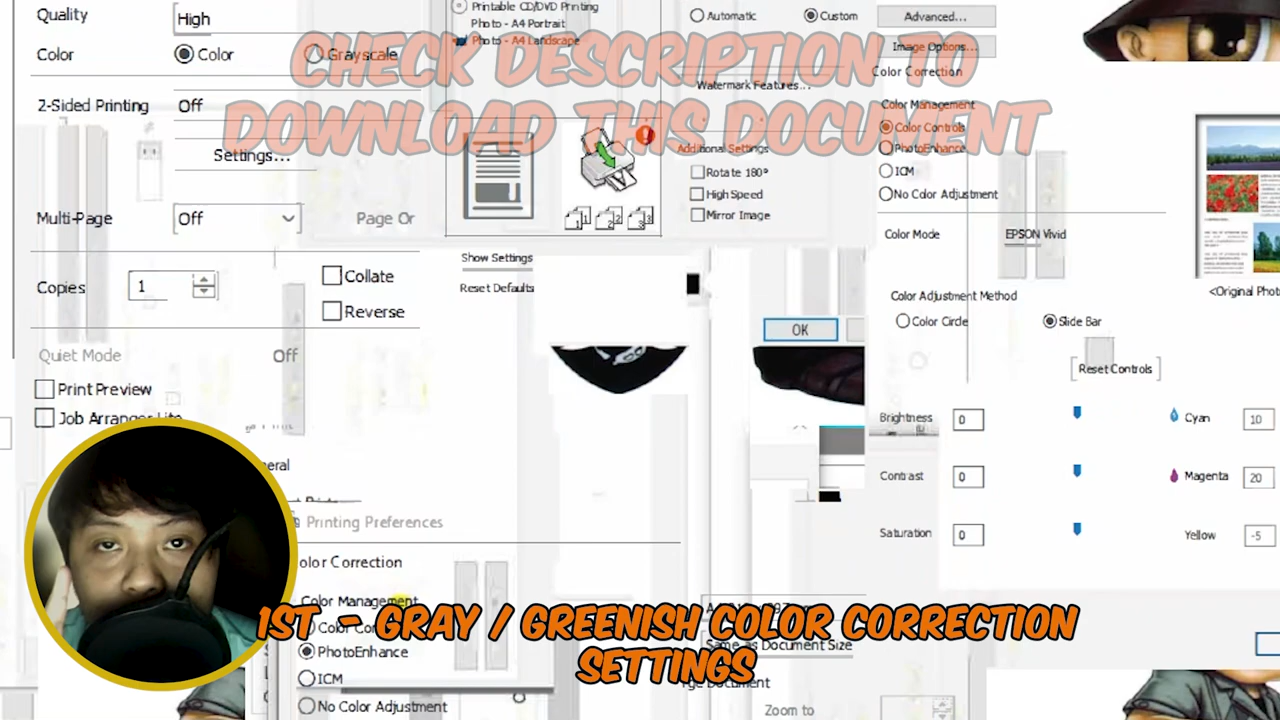 Quality
High
Color
Color
Grayscale
2-Sided Printing
Off
Settings...
Multi-Page
Off
Page Or
Copies
1
Collate
Reverse
Quiet Mode
Off
Print Preview
Job Arranger Lite
Printable CD/DVD Printing
Photo - A4 Portrait
Photo - A4 Landscape
CHECK DESCRIPTION TO
DOWNLOAD THIS DOCUMENT
Show Settings
Reset Defaults
Automatic
Custom
Advanced...
Image Options...
Watermark Features...
Additional Settings
Rotate 180°
High Speed
Mirror Image
OK
Color Correction
Color Management
Color Controls
PhotoEnhance
ICM
No Color Adjustment
Color Mode
EPSON Vivid
Color Adjustment Method
Color Circle
Slide Bar
Reset Controls
<Original Photo
Brightness
0
Cyan
10
Contrast
0
Magenta
20
Saturation
0
Yellow
-5
Printing Preferences
olor Correction
Color Management
PhotoEnhance
ICM
No Color Adjustment
Same as Document Size
Zoom to
1ST - GRAY / GREENISH COLOR CORRECTION
SETTINGS